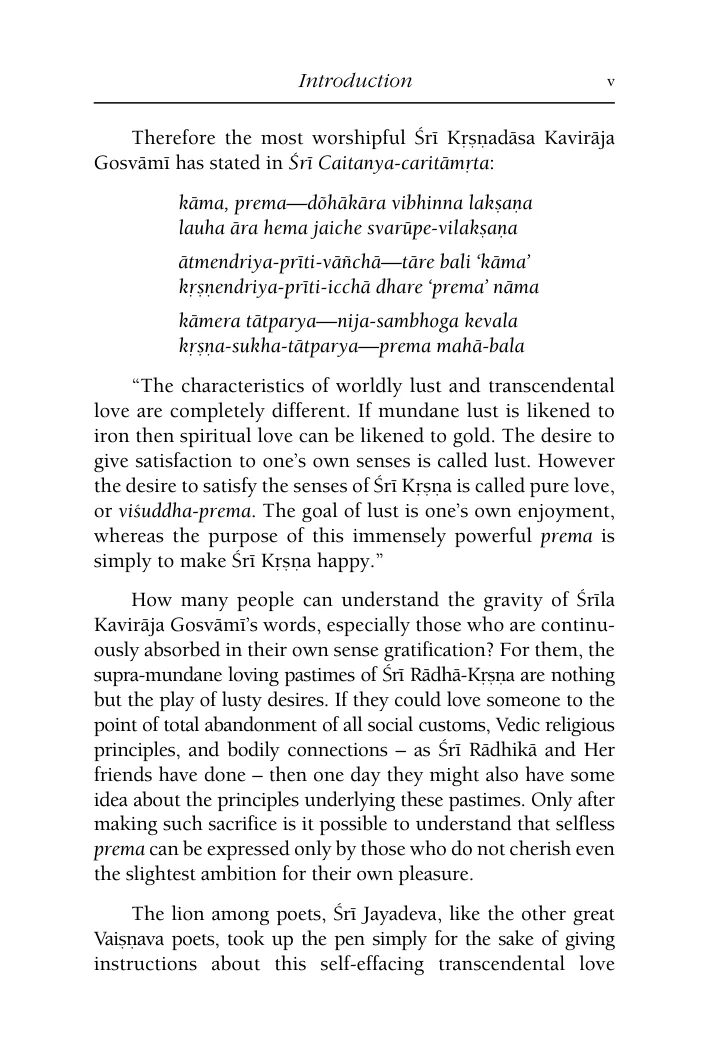 Introduction v
Therefore the most worshipful Śrī Kṛṣṇadāsa Kavirāja
Gosvāmī has stated in Śrī Caitanya-caritāmṛta:
kāma, prema—dōhākāra vibhinna lakṣaṇa
lauha āra hema jaiche svarūpe-vilakṣaṇa
ātmendriya-prīti-vāñchā—tāre bali ‘kāma’
kṛṣṇendriya-prīti-icchā dhare ‘prema’ nāma
kāmera tātparya—nija-sambhoga kevala
kṛṣṇa-sukha-tātparya—prema mahā-bala
“The characteristics of worldly lust and transcendental
love are completely different. If mundane lust is likened to
iron then spiritual love can be likened to gold. The desire to
give satisfaction to one’s own senses is called lust. However
the desire to satisfy the senses of Śrī Kṛṣṇa is called pure love,
or viśuddha-prema. The goal of lust is one’s own enjoyment,
whereas the purpose of this immensely powerful prema is
simply to make Śrī Kṛṣṇa happy.”
How many people can understand the gravity of Śrīla
Kavirāja Gosvāmī’s words, especially those who are continu-
ously absorbed in their own sense gratification? For them, the
supra-mundane loving pastimes of Śrī Rādhā-Kṛṣṇa are nothing
but the play of lusty desires. If they could love someone to the
point of total abandonment of all social customs, Vedic religious
principles, and bodily connections – as Śrī Rādhikā and Her
friends have done – then one day they might also have some
idea about the principles underlying these pastimes. Only after
making such sacrifice is it possible to understand that selfless
prema can be expressed only by those who do not cherish even
the slightest ambition for their own pleasure.
The lion among poets, Śrī Jayadeva, like the other great
Vaiṣṇava poets, took up the pen simply for the sake of giving
instructions about this self-effacing transcendental love